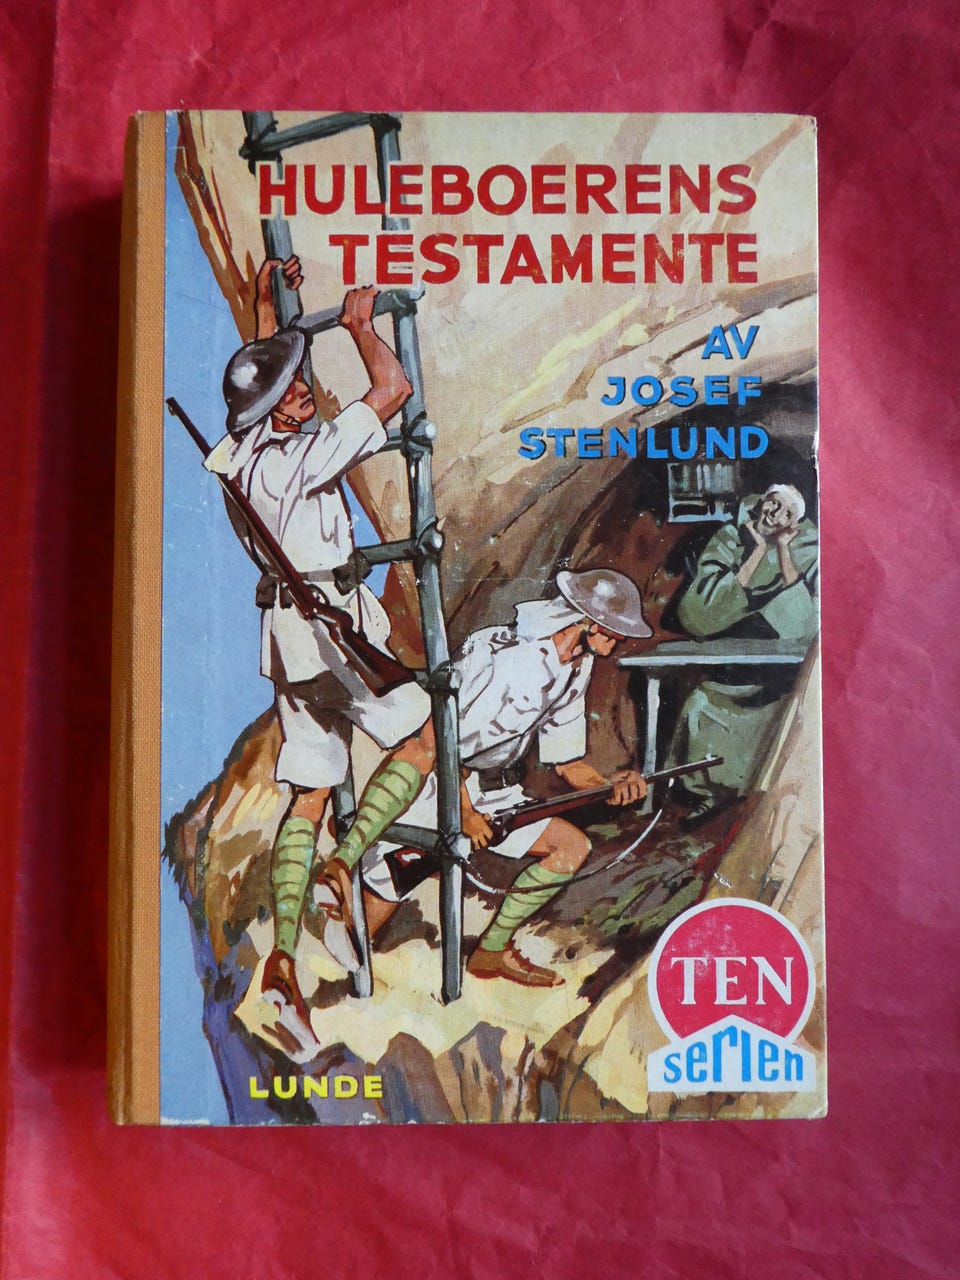 HULEBOERENS
TESTAMENTE
AV
JOSEF
STENLUND
TEN
serien
LUNDE